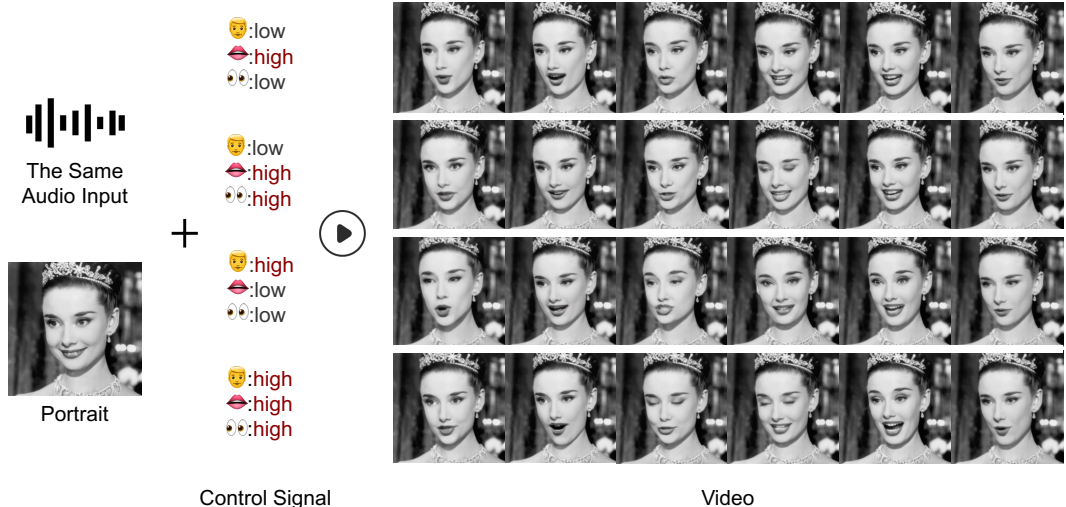 :low
:high
:low
:low
:high
:high
The Same
Audio Input
:high
:low
:low
:high
:high
:high
Portrait
Control Signal
Video